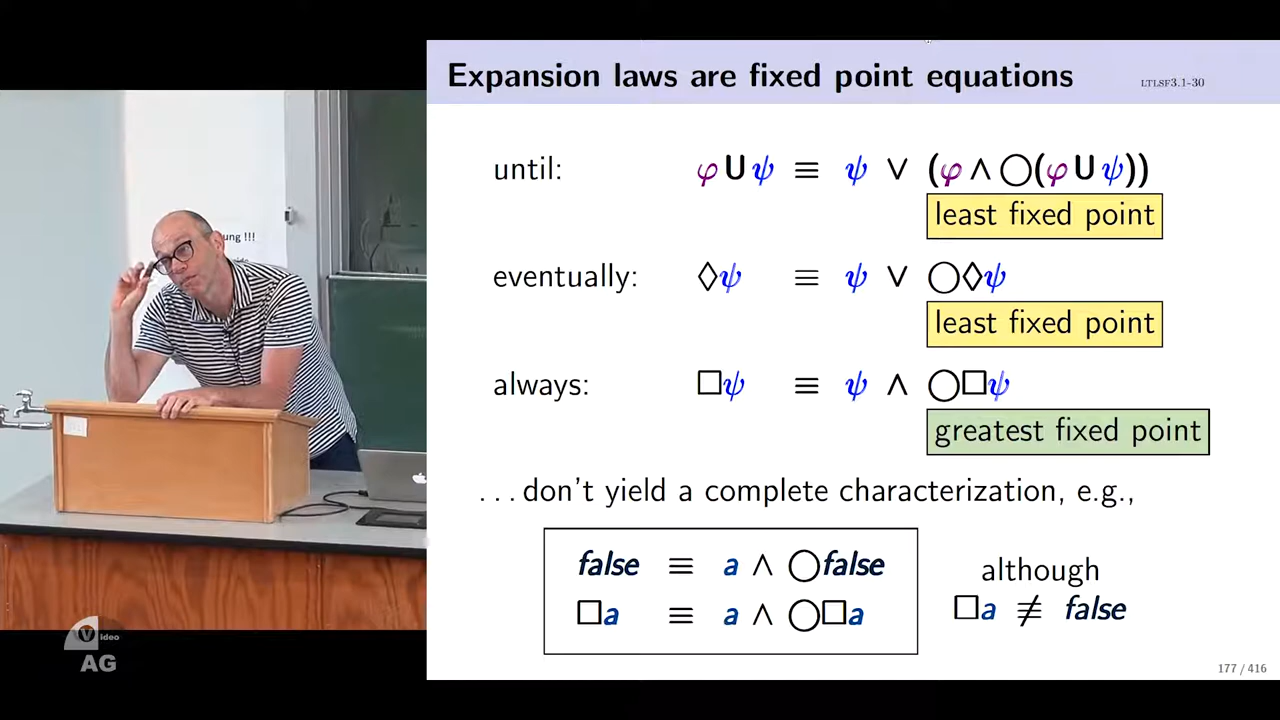 Expansion laws are fixed point equations
LTLSF3.1-30
until: φ U ψ ≡ ψ ∨ (φ ∧ ◯(φ U ψ))
least fixed point
eventually: ◊ψ ≡ ψ ∨ ◯◊ψ
least fixed point
always: □ψ ≡ ψ ∧ ◯□ψ
greatest fixed point
...don't yield a complete characterization, e.g.,
false ≡ a ∧ ◯false
□a ≡ a ∧ ◯□a
although
□a ≢ false
177 / 416
ung !!!
Video
AG